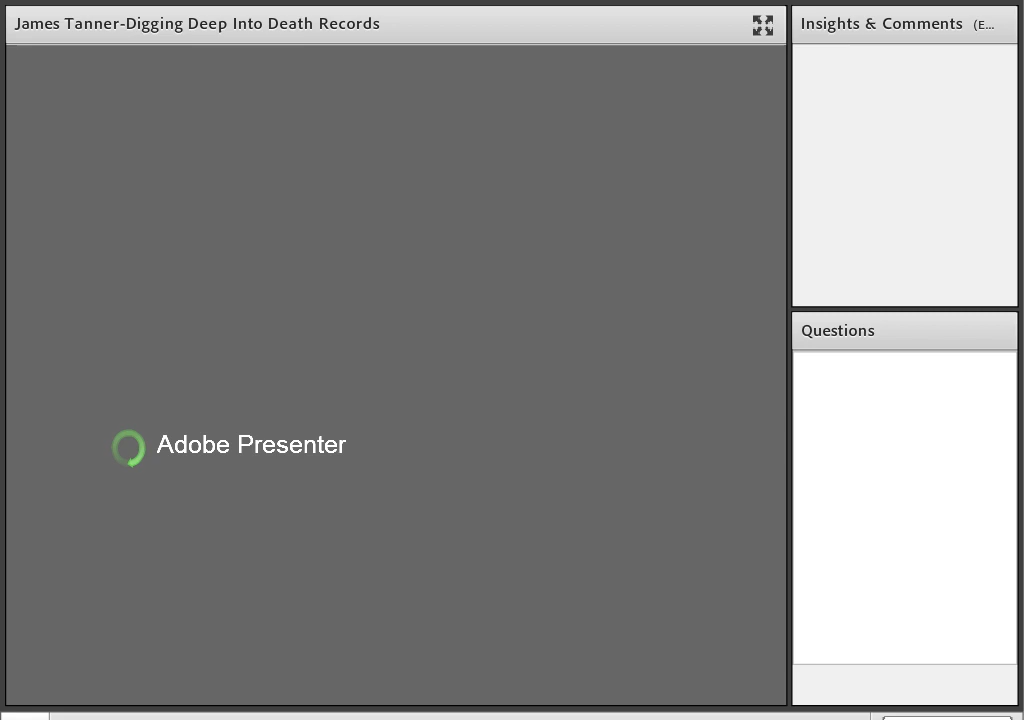 James Tanner-Digging Deep Into Death Records
Insights & Comments (E...
Questions
Adobe Presenter